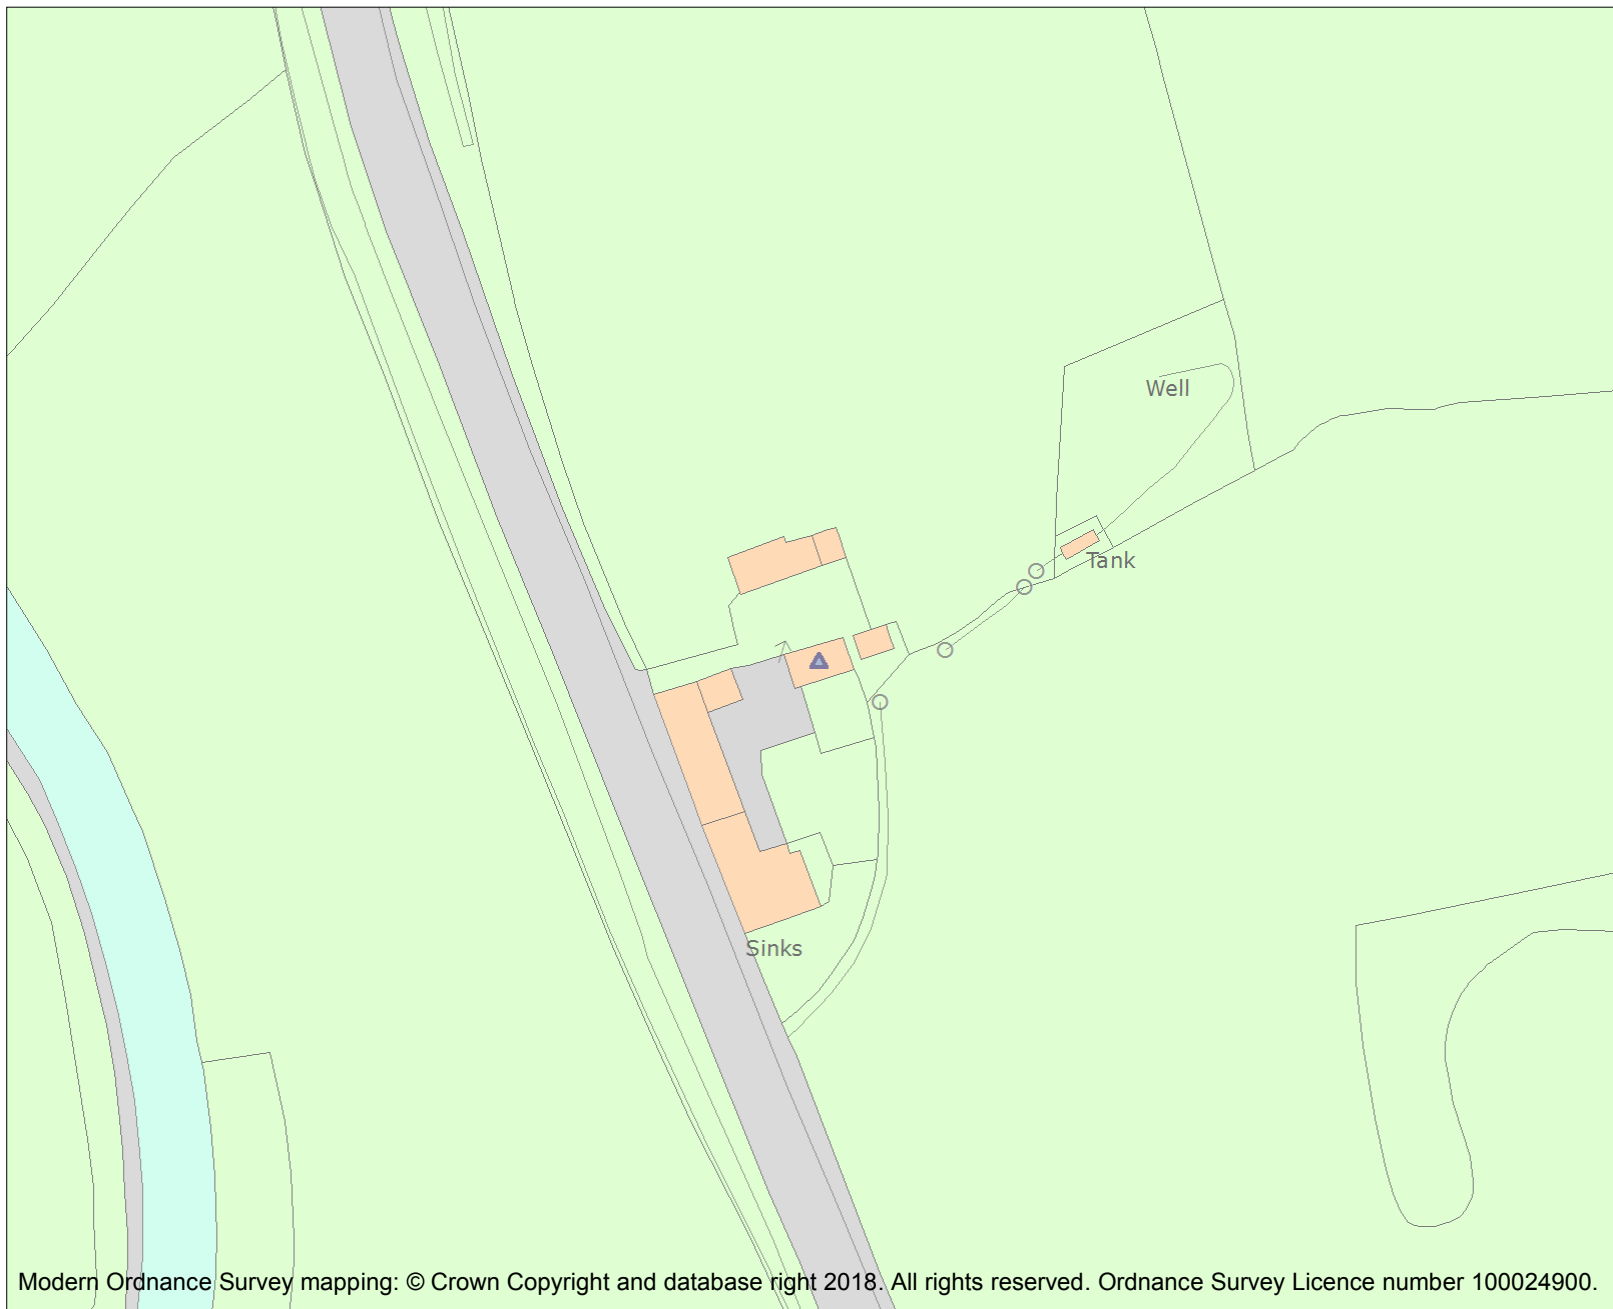 Well
Tank
Sinks
Modern Ordnance Survey mapping: © Crown Copyright and database right 2018. All rights reserved. Ordnance Survey Licence number 100024900.